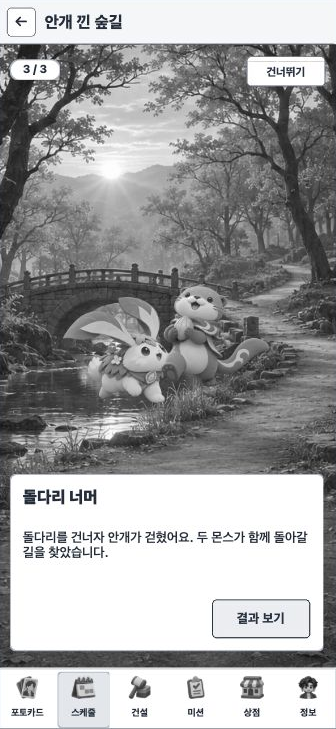 안개 낀 숲길
3 / 3
건너뛰기
돌다리 너머
돌다리를 건너자 안개가 걷혔어요. 두 몬스가 함께 돌아갈
길을 찾았습니다.
결과 보기
포토카드
스케줄
건설
미션
상점
정보